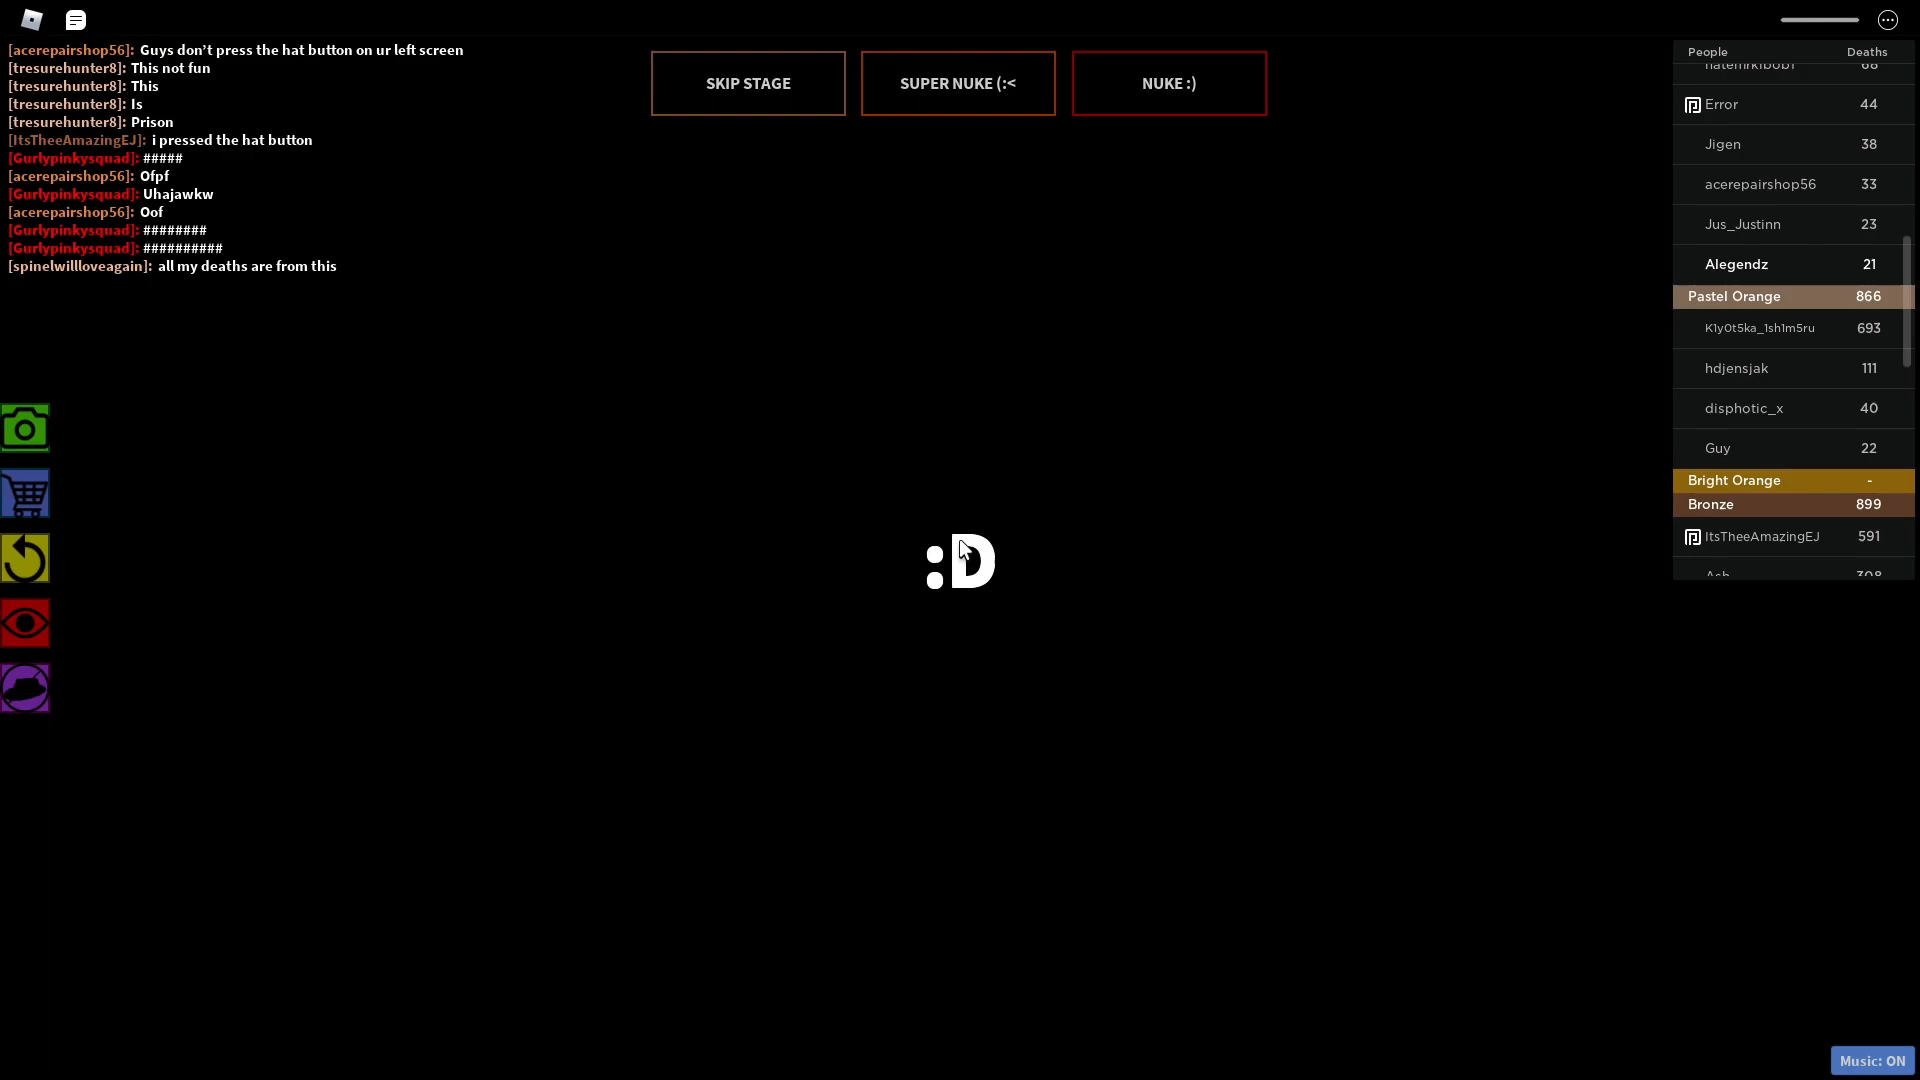 [acerepairshop56]: Guys don't press the hat button on ur left screen
[tresurehunter8]: This not fun
[tresurehunter8]: This
[tresurehunter8]: Is
[tresurehunter8]: Prison
[ItsTheeAmazingEJ]: i pressed the hat button
[Gurlypinkysquad]: #####
[acerepairshop56]: Ofpf
[Gurlypinkysquad]: Uhajawkw
[acerepairshop56]: Oof
[Gurlypinkysquad]: ########
[Gurlypinkysquad]: ##########
[spinelwillloveagain]: all my deaths are from this
SKIP STAGE
SUPER NUKE (:<
NUKE :)
People Deaths
68
Error 44
Jigen 38
acerepairshop56 33
Jus_Justinn 23
Alegendz 21
Pastel Orange 866
K1y0t5ka_1sh1m5ru 693
hdjensjak 111
disphotic_x 40
Guy 22
Bright Orange -
Bronze 899
ItsTheeAmazingEJ 591
Ash 308
:D
Music: ON